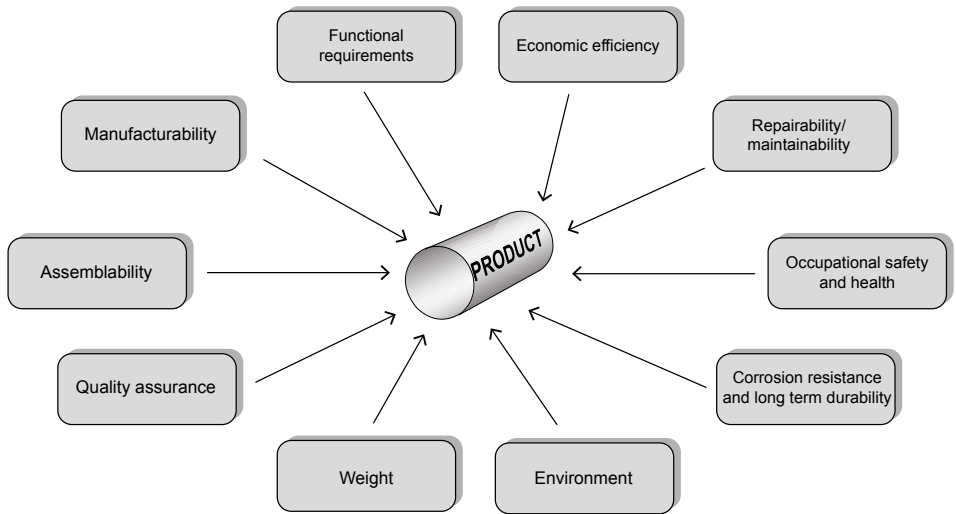 Functional
requirements
Economic efficiency
Manufacturability
Repairability/
maintainability
PRODUCT
Assemblability
Occupational safety
and health
Quality assurance
Corrosion resistance
and long term durability
Weight
Environment